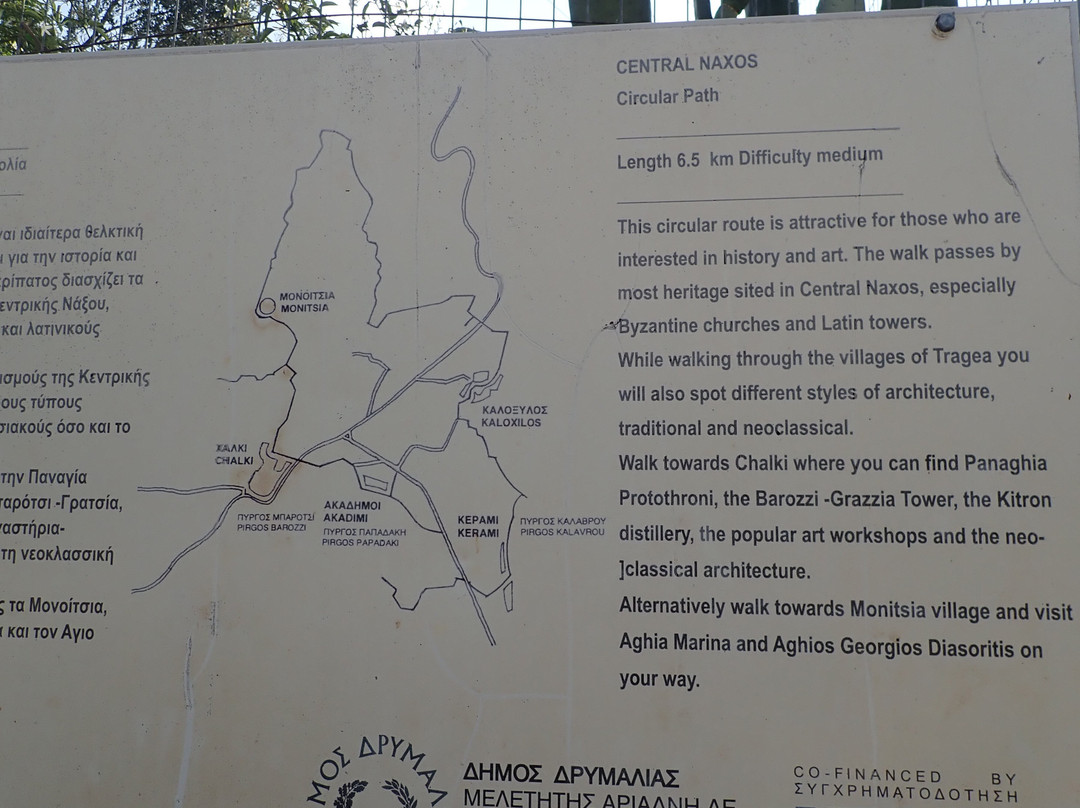 ολία
ναι ιδιαίτερα θελκτική
ι για την ιστορία και
ερίπατος διασχίζει τα
εντρικής Νάξου,
και λατινικούς
ισμούς της Κεντρικής
ους τύπους
σιακούς όσο και το
την Παναγία
ταρότσι -Γρατσία,
ναστήρια-
τη νεοκλασσική
ς τα Μονοίτσια,
α και τον Αγιο
ΜΟΝΟΙΤΣΙΑ
MONITSIA
ΚΑΛΟΞΥΛΟΣ
KALOXILOS
ΧΑΛΚΙ
CHALKI
ΠΥΡΓΟΣ ΜΠΑΡΟΤΣΙ
PIRGOS BAROZZI
ΑΚΑΔΗΜΟΙ
AKADIMI
ΠΥΡΓΟΣ ΠΑΠΑΔΑΚΗ
PIRGOS PAPADAKI
ΚΕΡΑΜΙ
KERAMI
ΠΥΡΓΟΣ ΚΑΛΑΒΡΟΥ
PIRGOS KALAVROU
CENTRAL NAXOS
Circular Path
Length 6.5 km Difficulty medium
This circular route is attractive for those who are
interested in history and art. The walk passes by
most heritage sited in Central Naxos, especially
Byzantine churches and Latin towers.
While walking through the villages of Tragea you
will also spot different styles of architecture,
traditional and neoclassical.
Walk towards Chalki where you can find Panaghia
Protothroni, the Barozzi -Grazzia Tower, the Kitron
distillery, the popular art workshops and the neo-
]classical architecture.
Alternatively walk towards Monitsia village and visit
Aghia Marina and Aghios Georgios Diasoritis on
your way.
ΜΟΣ ΔΡΥΜΑΛ
ΔΗΜΟΣ ΔΡΥΜΑΛΙΑΣ
ΜΕΛΕΤΗΤΗΣ ΑΡΙΑΔΝΗ ΑΕ
CO-FINANCED BY
ΣΥΓΧΡΗΜΑΤΟΔΟΤΗΣΗ